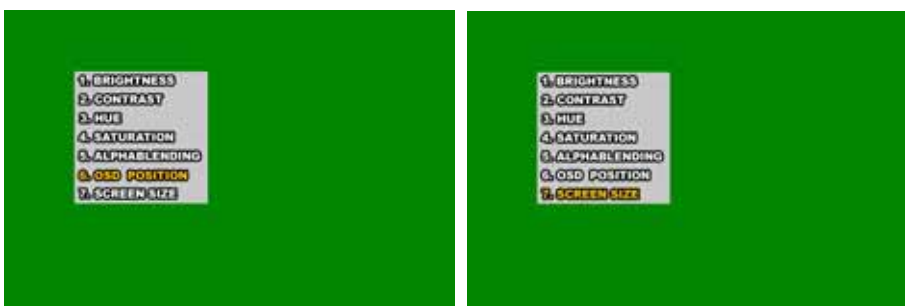 1. BRIGHTNESS
2. CONTRAST
3. HUE
4. SATURATION
5. ALPHABLENDING
6. OSD POSITION
7. SCREEN SIZE
1. BRIGHTNESS
2. CONTRAST
3. HUE
4. SATURATION
5. ALPHABLENDING
6. OSD POSITION
7. SCREEN SIZE